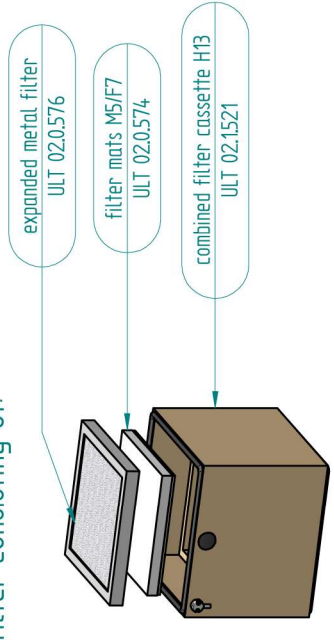 expanded metal filter
ULT 02.0.576
filter mats M5/F7
ULT 02.0.574
combined filter cassette H13
ULT 02.1.521